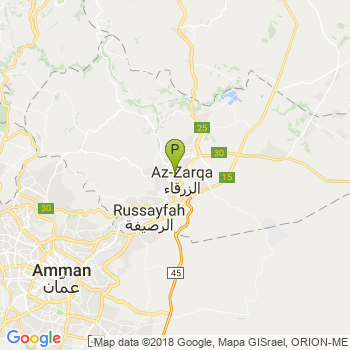 P
25
30
Az-Zarqa
الزرقاء
15
Russayfah
الرصيفة
30
Amman
عمّان
45
Google
Map data ©2018 Google, Mapa GISrael, ORION-ME